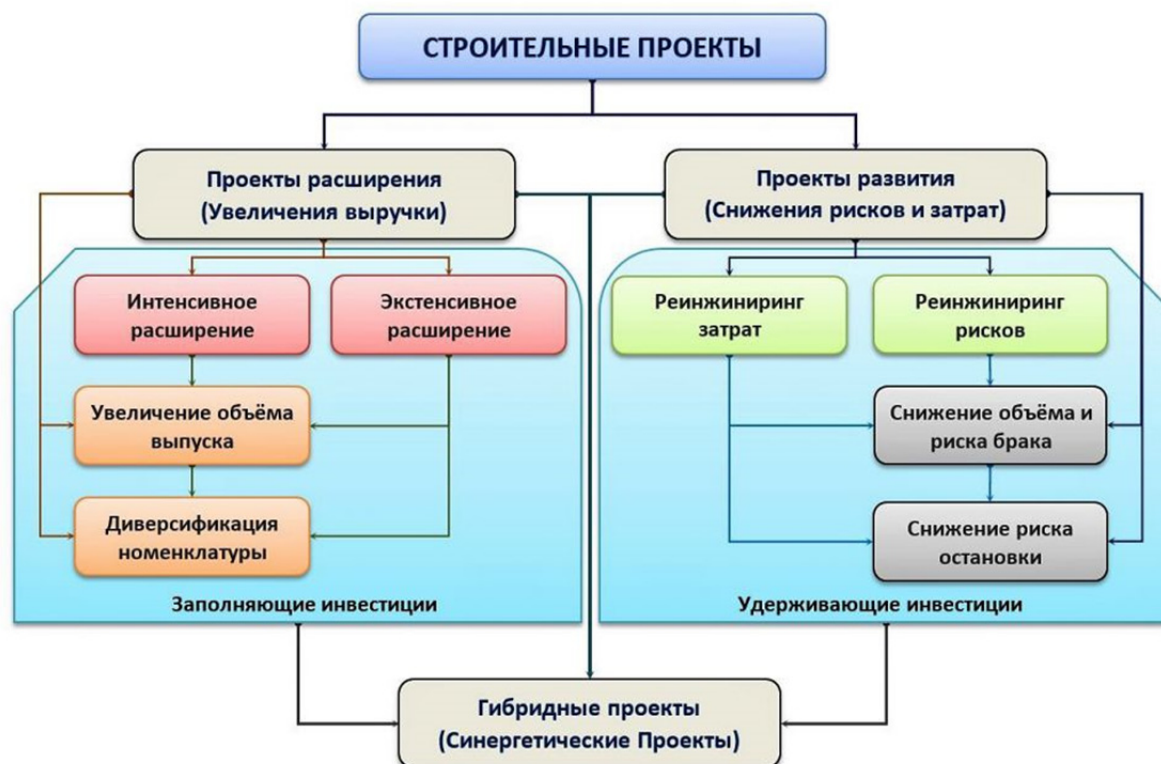 СТРОИТЕЛЬНЫЕ ПРОЕКТЫ
Проекты расширения
(Увеличения выручки)
Проекты развития
(Снижения рисков и затрат)
Интенсивное
расширение
Экстенсивное
расширение
Реинжиниринг
затрат
Реинжиниринг
рисков
Увеличение объёма
выпуска
Снижение объёма и
риска брака
Диверсификация
номенклатуры
Снижение риска
остановки
Заполняющие инвестиции
Удерживающие инвестиции
Гибридные проекты
(Синергетические Проекты)